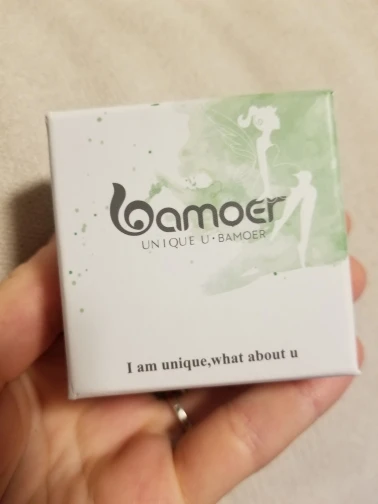 bamoer
UNIQUE U · BAMOER
I am unique,what about u